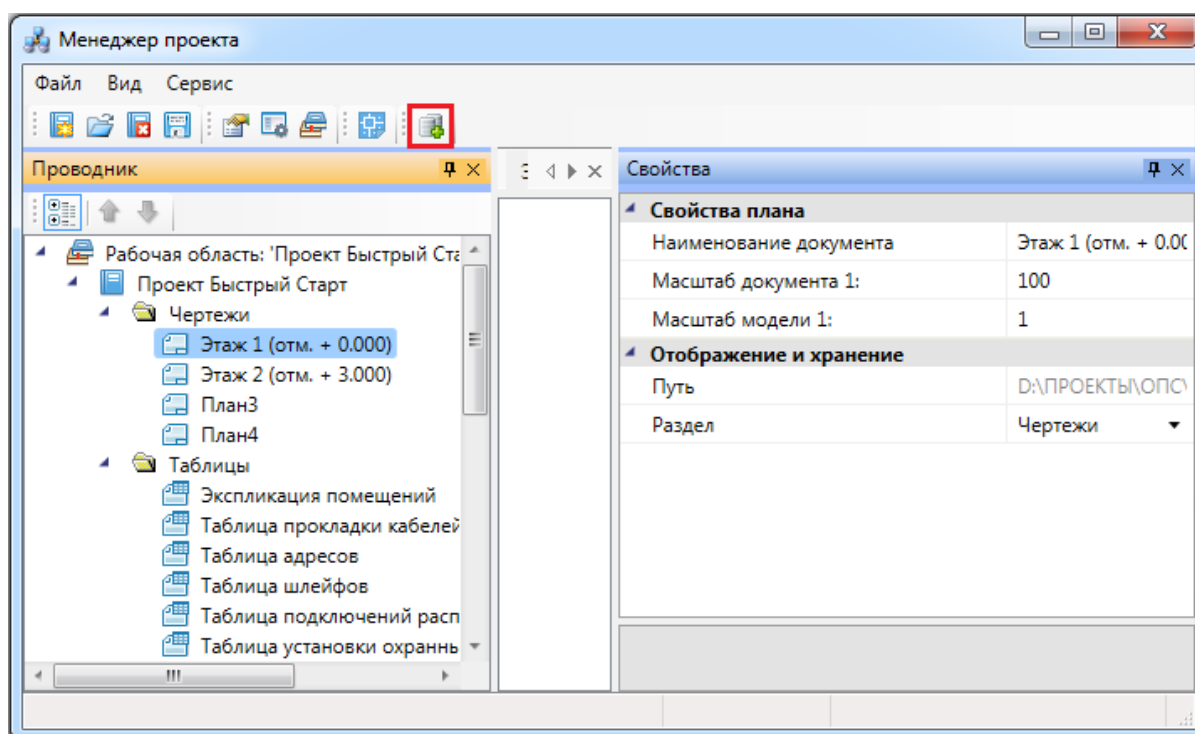 Менеджер проекта
Файл Вид Сервис
Проводник
Свойства
Рабочая область: 'Проект Быстрый Ста
Проект Быстрый Старт
Чертежи
Этаж 1 (отм. + 0.000)
Этаж 2 (отм. + 3.000)
План3
План4
Таблицы
Экспликация помещений
Таблица прокладки кабелей
Таблица адресов
Таблица шлейфов
Таблица подключений расп
Таблица установки охраннь
Свойства плана
Наименование документа Этаж 1 (отм. + 0.00
Масштаб документа 1: 100
Масштаб модели 1: 1
Отображение и хранение
Путь D:\ПРОЕКТЫ\ОПС\
Раздел Чертежи